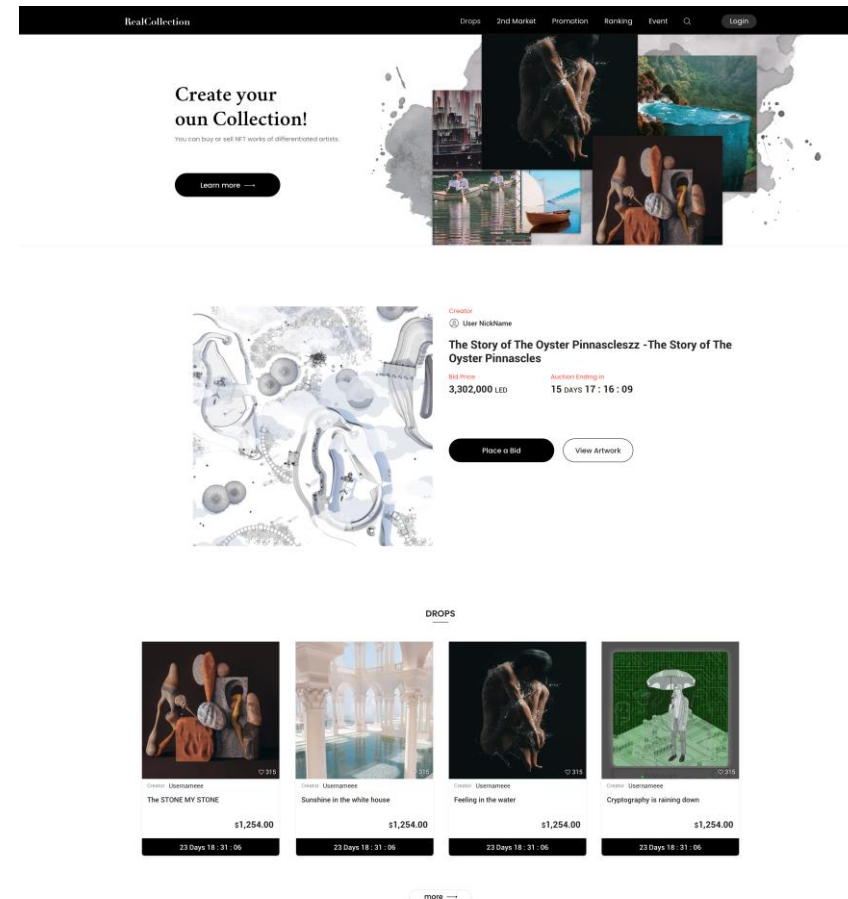 RealCollection
Drops 2nd Market Promotion Ranking Event Login
Create your
oun Collection!
You can buy or sell NFT works of differentiated artists.
Learn more →
Creator
User NickName
The Story of The Oyster Pinnascleszz -The Story of The
Oyster Pinnascles
Bid Price Auction Ending in
3,302,000 LED 15 DAYS 17 : 16 : 09
Place a Bid View Artwork
DROPS
315 315 315 315
Creator Usernameee Creator Usernameee Creator Usernameee Creator Usernameee
The STONE MY STONE Sunshine in the white house Feeling in the water Cryptography is raining down
$1,254.00 $1,254.00 $1,254.00 $1,254.00
23 Days 18 : 31 : 06 23 Days 18 : 31 : 06 23 Days 18 : 31 : 06 23 Days 18 : 31 : 06
more →